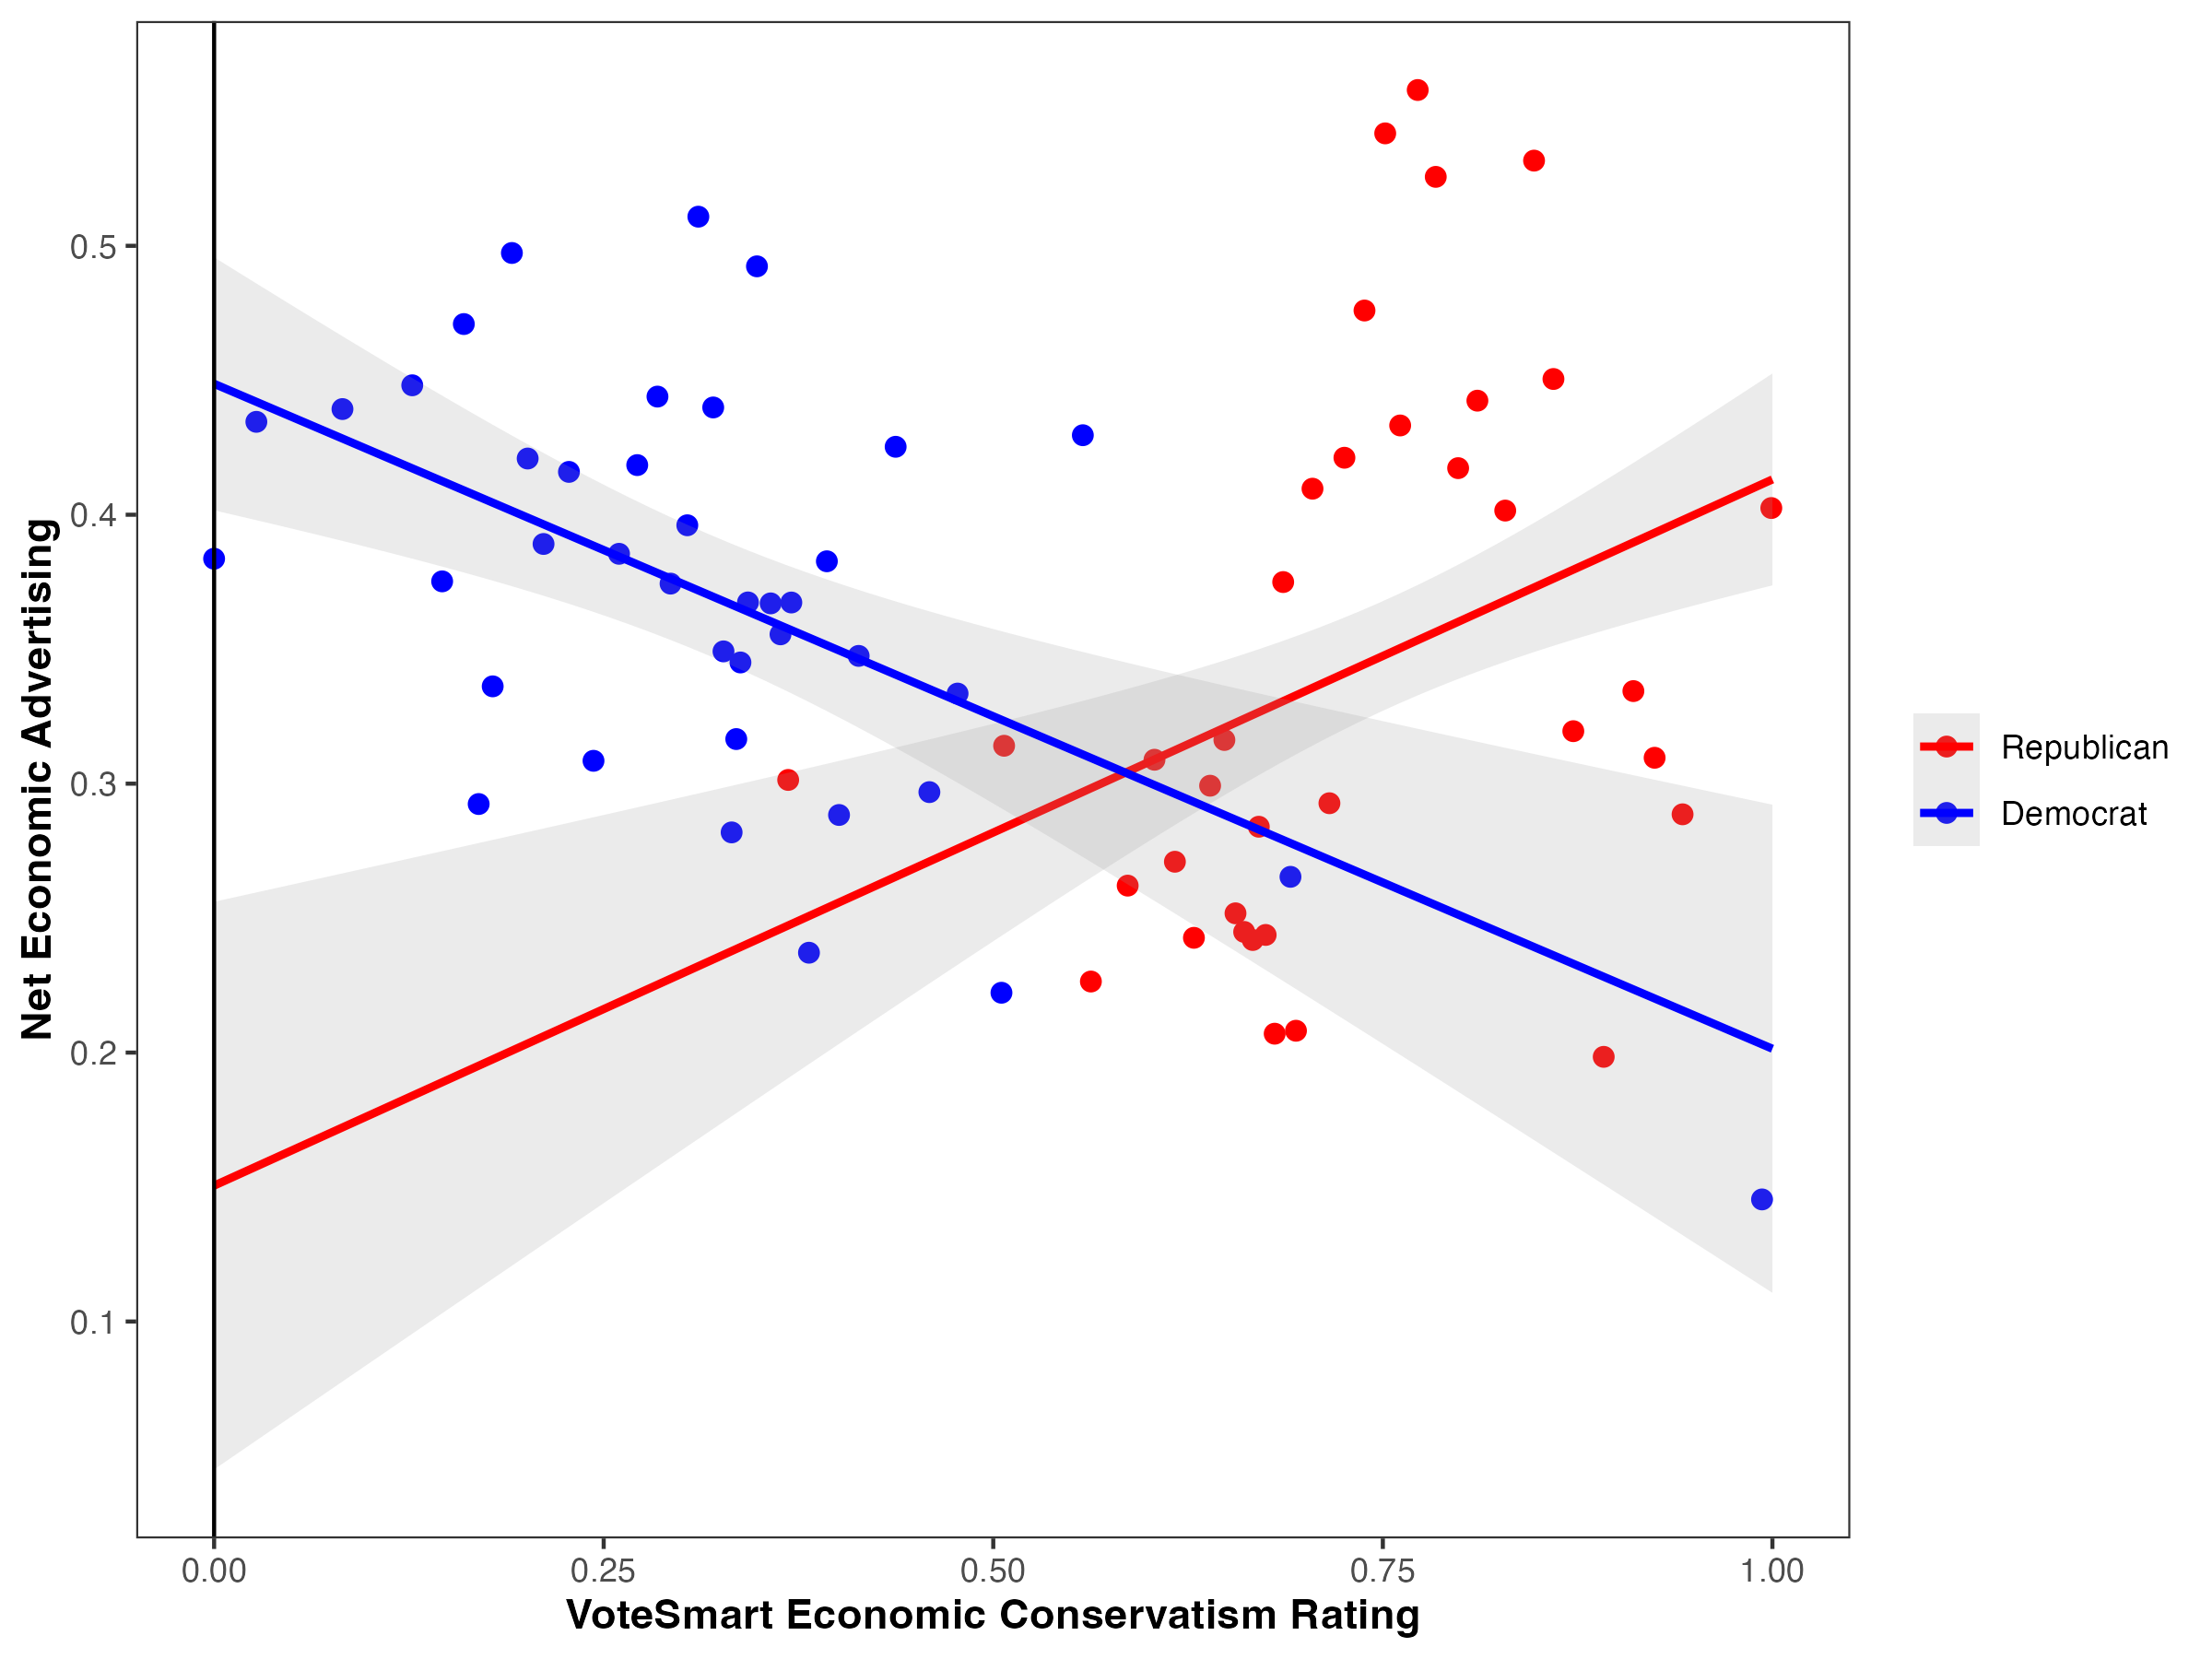 Net Economic Advertising
0.5
0.4
0.3
0.2
0.1
0.00 0.25 0.50 0.75 1.00
VoteSmart Economic Conservatism Rating
Republican
Democrat